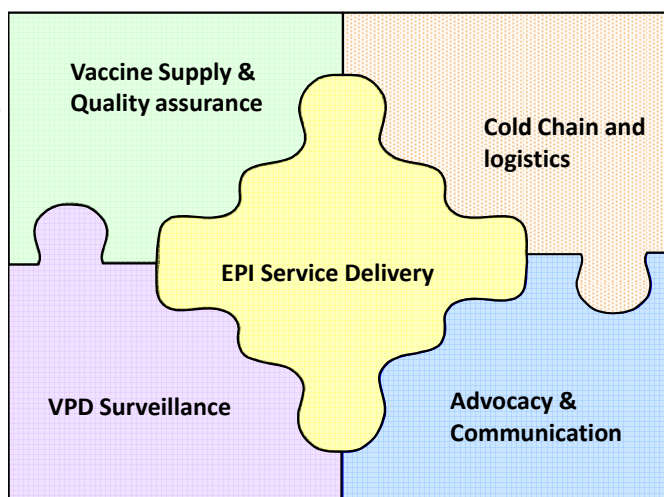 Vaccine Supply &
Quality assurance
Cold Chain and
logistics
EPI Service Delivery
VPD Surveillance
Advocacy &
Communication